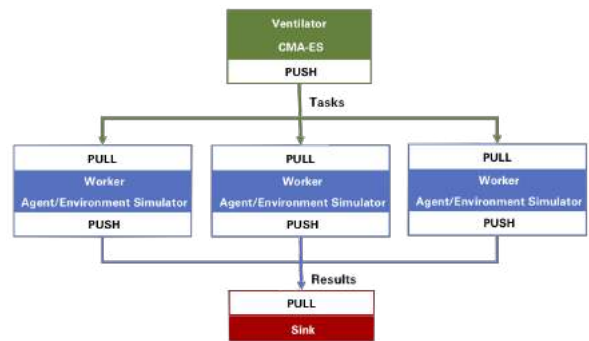 Ventilator
CMA-ES
PUSH
Tasks
PULL
Worker
Agent/Environment Simulator
PUSH
PULL
Worker
Agent/Environment Simulator
PUSH
PULL
Worker
Agent/Environment Simulator
PUSH
Results
PULL
Sink